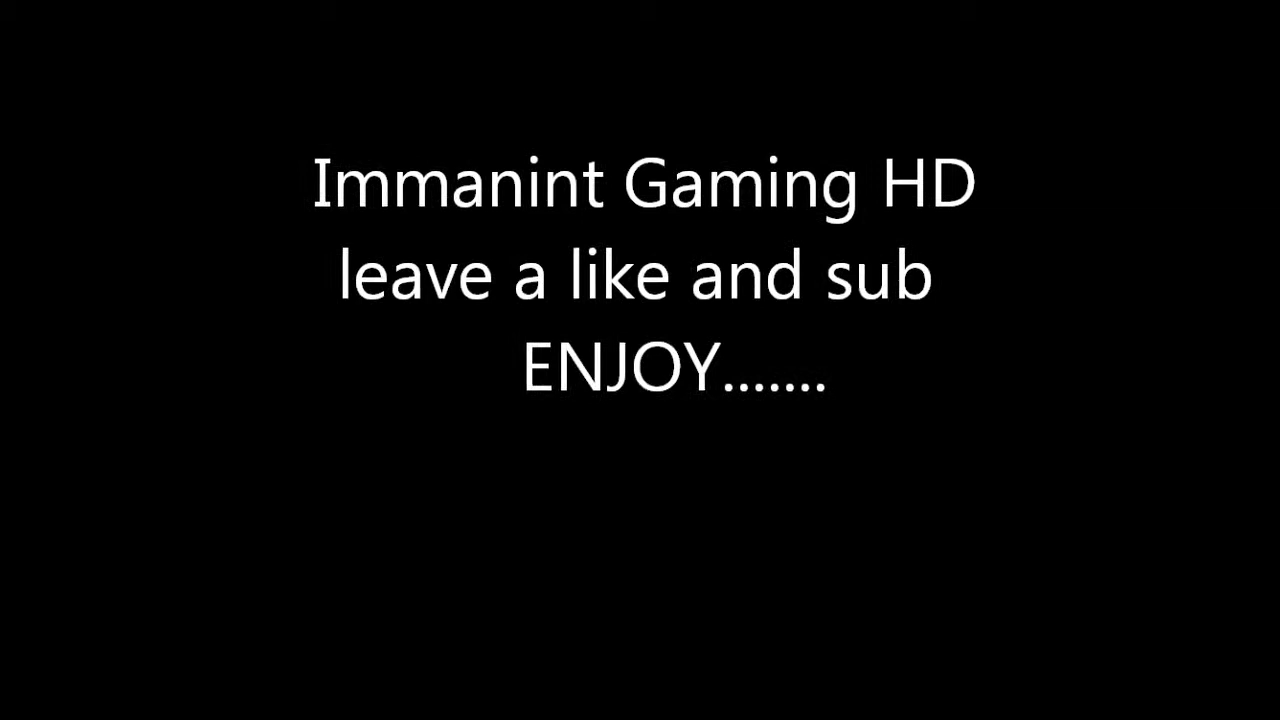 Immanint Gaming HD
leave a like and sub
ENJOY.......